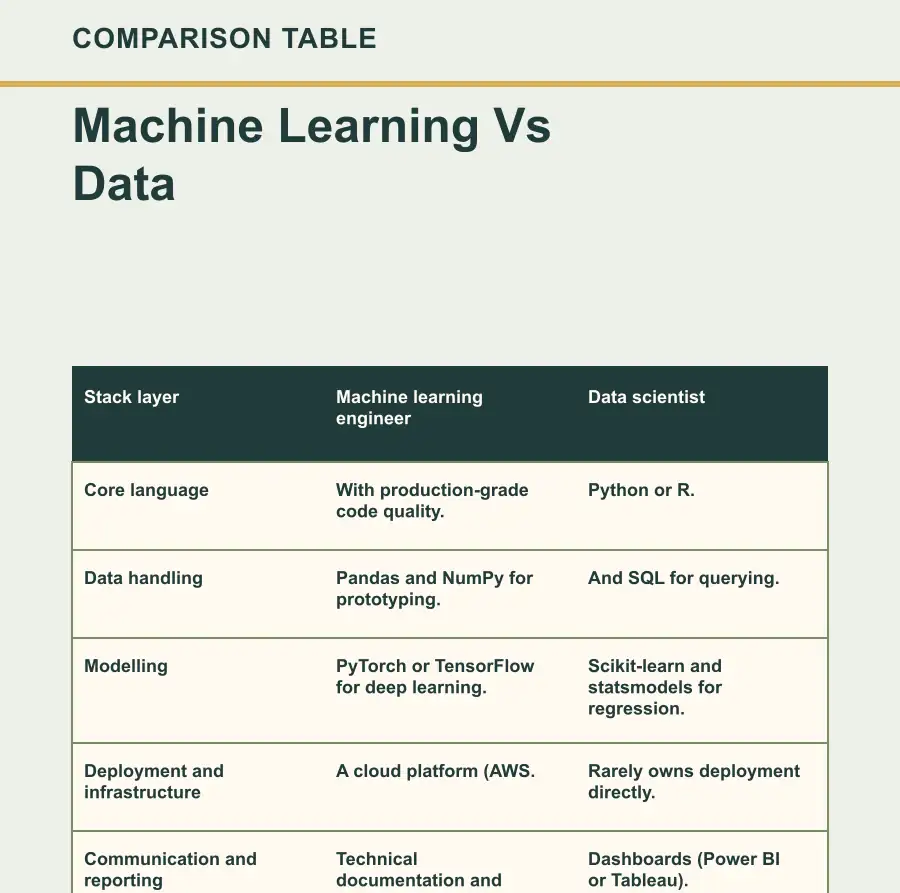 COMPARISON TABLE
Machine Learning Vs
Data
Stack layer
Machine learning
engineer
Data scientist
Core language
With production-grade
code quality.
Python or R.
Data handling
Pandas and NumPy for
prototyping.
And SQL for querying.
Modelling
PyTorch or TensorFlow
for deep learning.
Scikit-learn and
statsmodels for
regression.
Deployment and
infrastructure
A cloud platform (AWS.
Rarely owns deployment
directly.
Communication and
reporting
Technical
documentation and
Dashboards (Power BI
or Tableau).